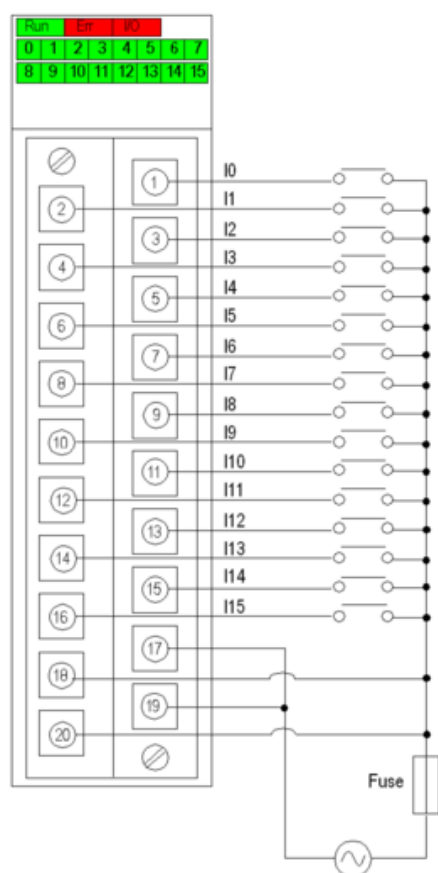 Run Err I/O
0 1 2 3 4 5 6 7
8 9 10 11 12 13 14 15
1 I0
2 I1
3 I2
4 I3
5 I4
6 I5
7 I6
8 I7
9 I8
10 I9
11 I10
12 I11
13 I12
14 I13
15 I14
16 I15
17
18
19
20
Fuse